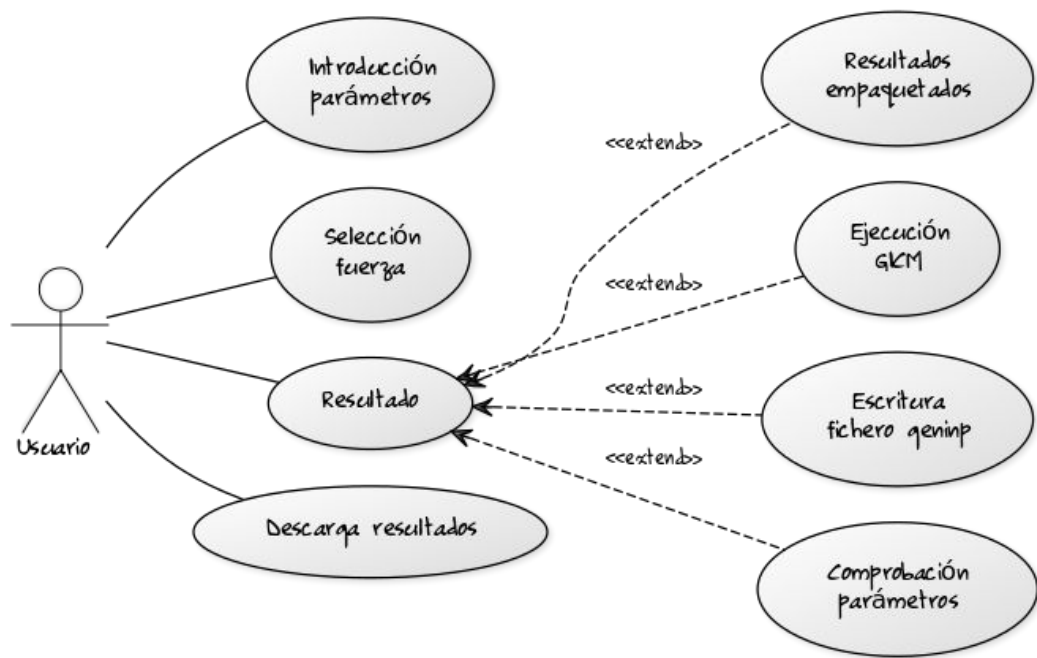 Introducción
parámetros
Selección
fuerza
Resultado
Descarga resultados
Usuario
<<extend>>
<<extend>>
<<extend>>
<<extend>>
Resultados
empaquetados
Ejecución
GKM
Escritura
fichero geninp
Comprobación
parámetros